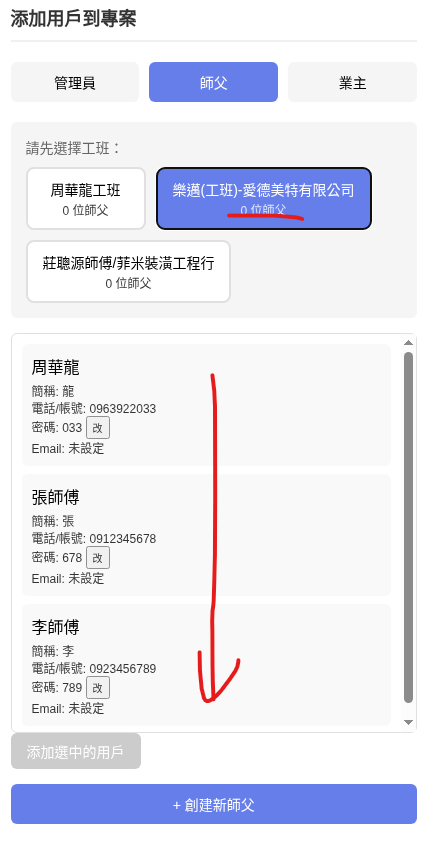 添加用戶到專案
管理員 師父 業主
請先選擇工班：
周華龍工班
0 位師父
樂邁(工班)-愛德美特有限公司
0 位師父
莊聰源師傅/菲米裝潢工程行
0 位師父
周華龍
簡稱: 龍
電話/帳號: 0963922033
密碼: 033 改
Email: 未設定
張師傅
簡稱: 張
電話/帳號: 0912345678
密碼: 678 改
Email: 未設定
李師傅
簡稱: 李
電話/帳號: 0923456789
密碼: 789 改
Email: 未設定
添加選中的用戶
+ 創建新師父